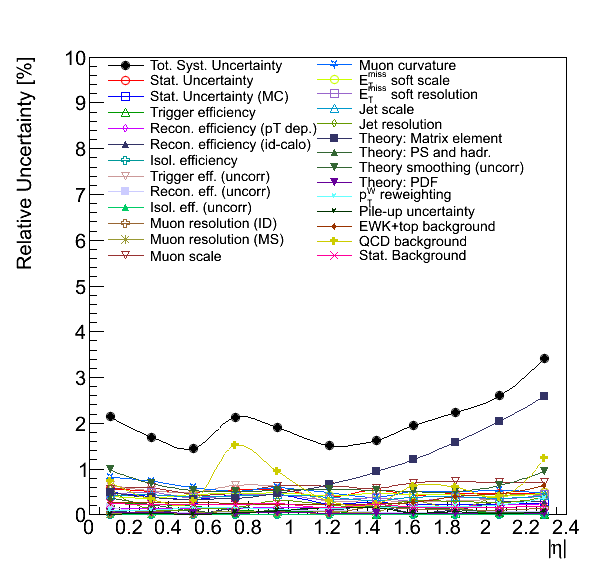 Relative Uncertainty [%]
10
9
8
7
6
5
4
3
2
1
0
Tot. Syst. Uncertainty
Stat. Uncertainty
Stat. Uncertainty (MC)
Trigger efficiency
Recon. efficiency (pT dep.)
Recon. efficiency (id-calo)
Isol. efficiency
Trigger eff. (uncorr)
Recon. eff. (uncorr)
Isol. eff. (uncorr)
Muon resolution (ID)
Muon resolution (MS)
Muon scale
Muon curvature
E_T^miss soft scale
E_T^miss soft resolution
Jet scale
Jet resolution
Theory: Matrix element
Theory: PS and hadr.
Theory smoothing (uncorr)
Theory: PDF
p_T^W reweighting
Pile-up uncertainty
EWK+top background
QCD background
Stat. Background
0 0.2 0.4 0.6 0.8 1 1.2 1.4 1.6 1.8 2 2.2 2.4
|η|